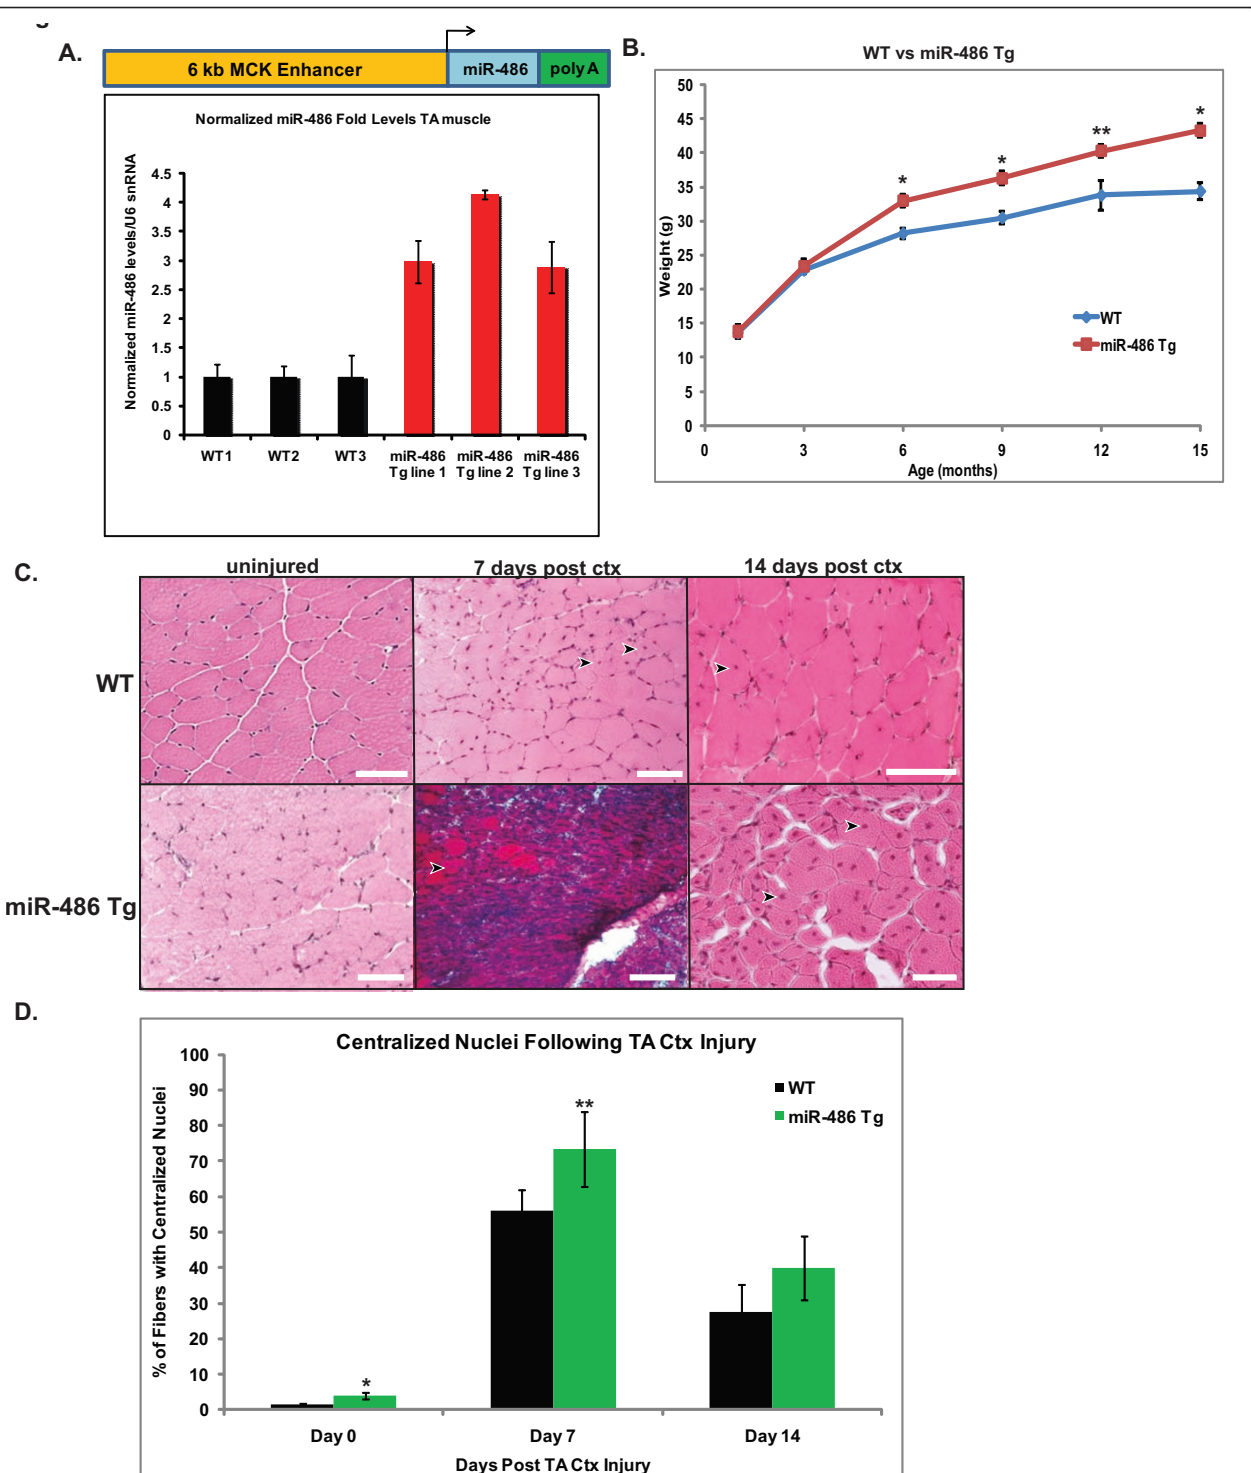 A.
6 kb MCK Enhancer
miR-486
poly A
Normalized miR-486 Fold Levels TA muscle
Normalized miR-486 levels/U6 snRNA
4.5
4
3.5
3
2.5
2
1.5
1
0.5
0
WT1
WT2
WT3
miR-486 Tg line 1
miR-486 Tg line 2
miR-486 Tg line 3
B.
WT vs miR-486 Tg
Weight (g)
50
45
40
35
30
25
20
15
10
5
0
*
*
**
*
WT
miR-486 Tg
0
3
6
9
12
15
Age (months)
C.
uninjured
7 days post ctx
14 days post ctx
WT
miR-486 Tg
D.
Centralized Nuclei Following TA Ctx Injury
% of Fibers with Centralized Nuclei
100
90
80
70
60
50
40
30
20
10
0
WT
miR-486 Tg
*
**
Day 0
Day 7
Day 14
Days Post TA Ctx Injury